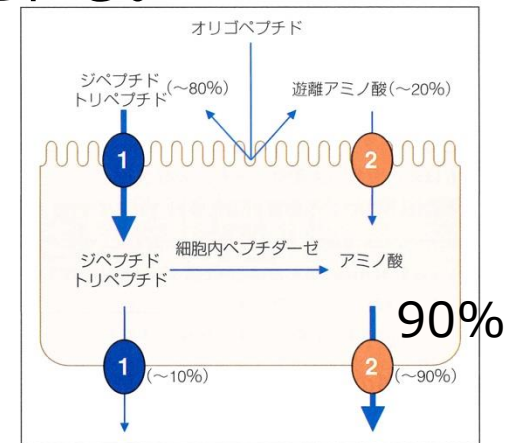 オリゴペプチド
ジペプチド
トリペプチド
(~80%)
遊離アミノ酸(~20%)
1
2
ジペプチド
トリペプチド
細胞内ペプチダーゼ
アミノ酸
90%
1
(~10%)
2
(~90%)